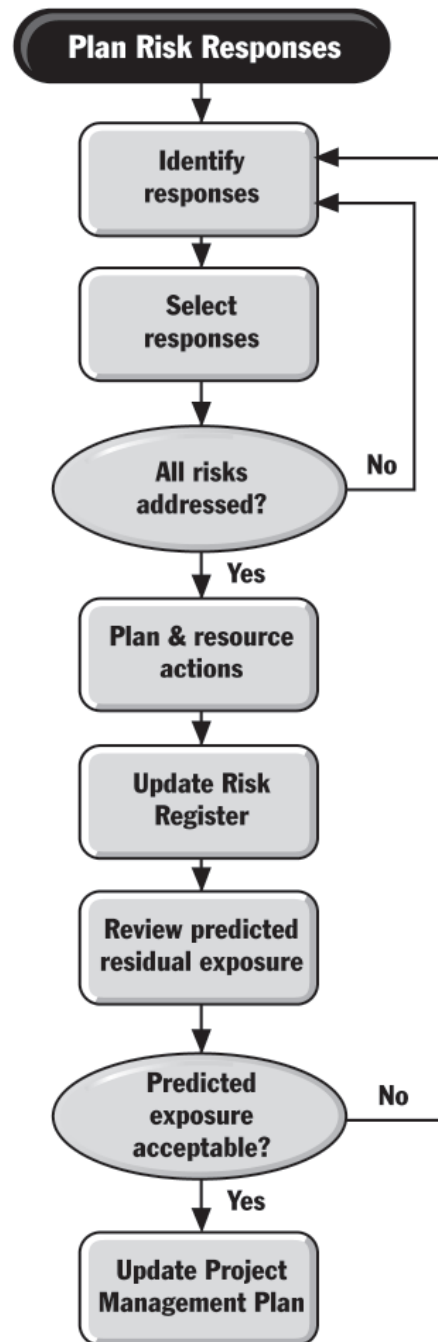 Plan Risk Responses
Identify
responses
Select
responses
All risks
addressed?
No
Yes
Plan & resource
actions
Update Risk
Register
Review predicted
residual exposure
Predicted
exposure
acceptable?
No
Yes
Update Project
Management Plan